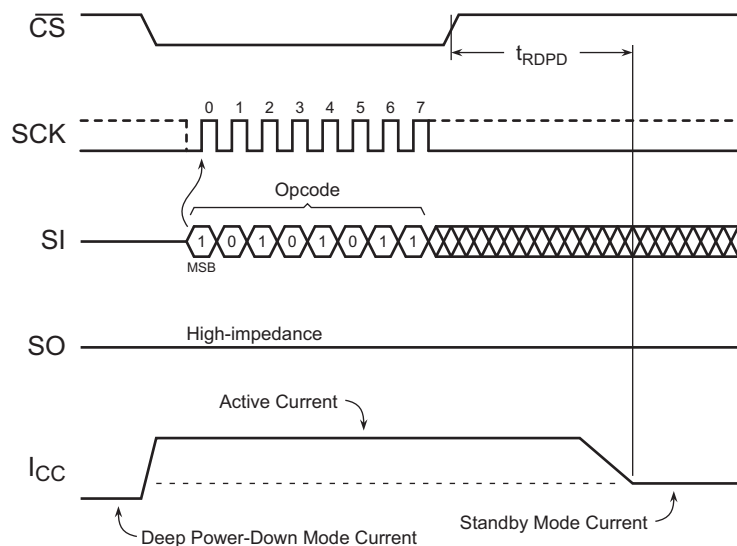 CS
tRDPD
0 1 2 3 4 5 6 7
SCK
Opcode
SI
1 0 1 0 1 0 1 1
MSB
High-impedance
SO
Active Current
ICC
Standby Mode Current
Deep Power-Down Mode Current